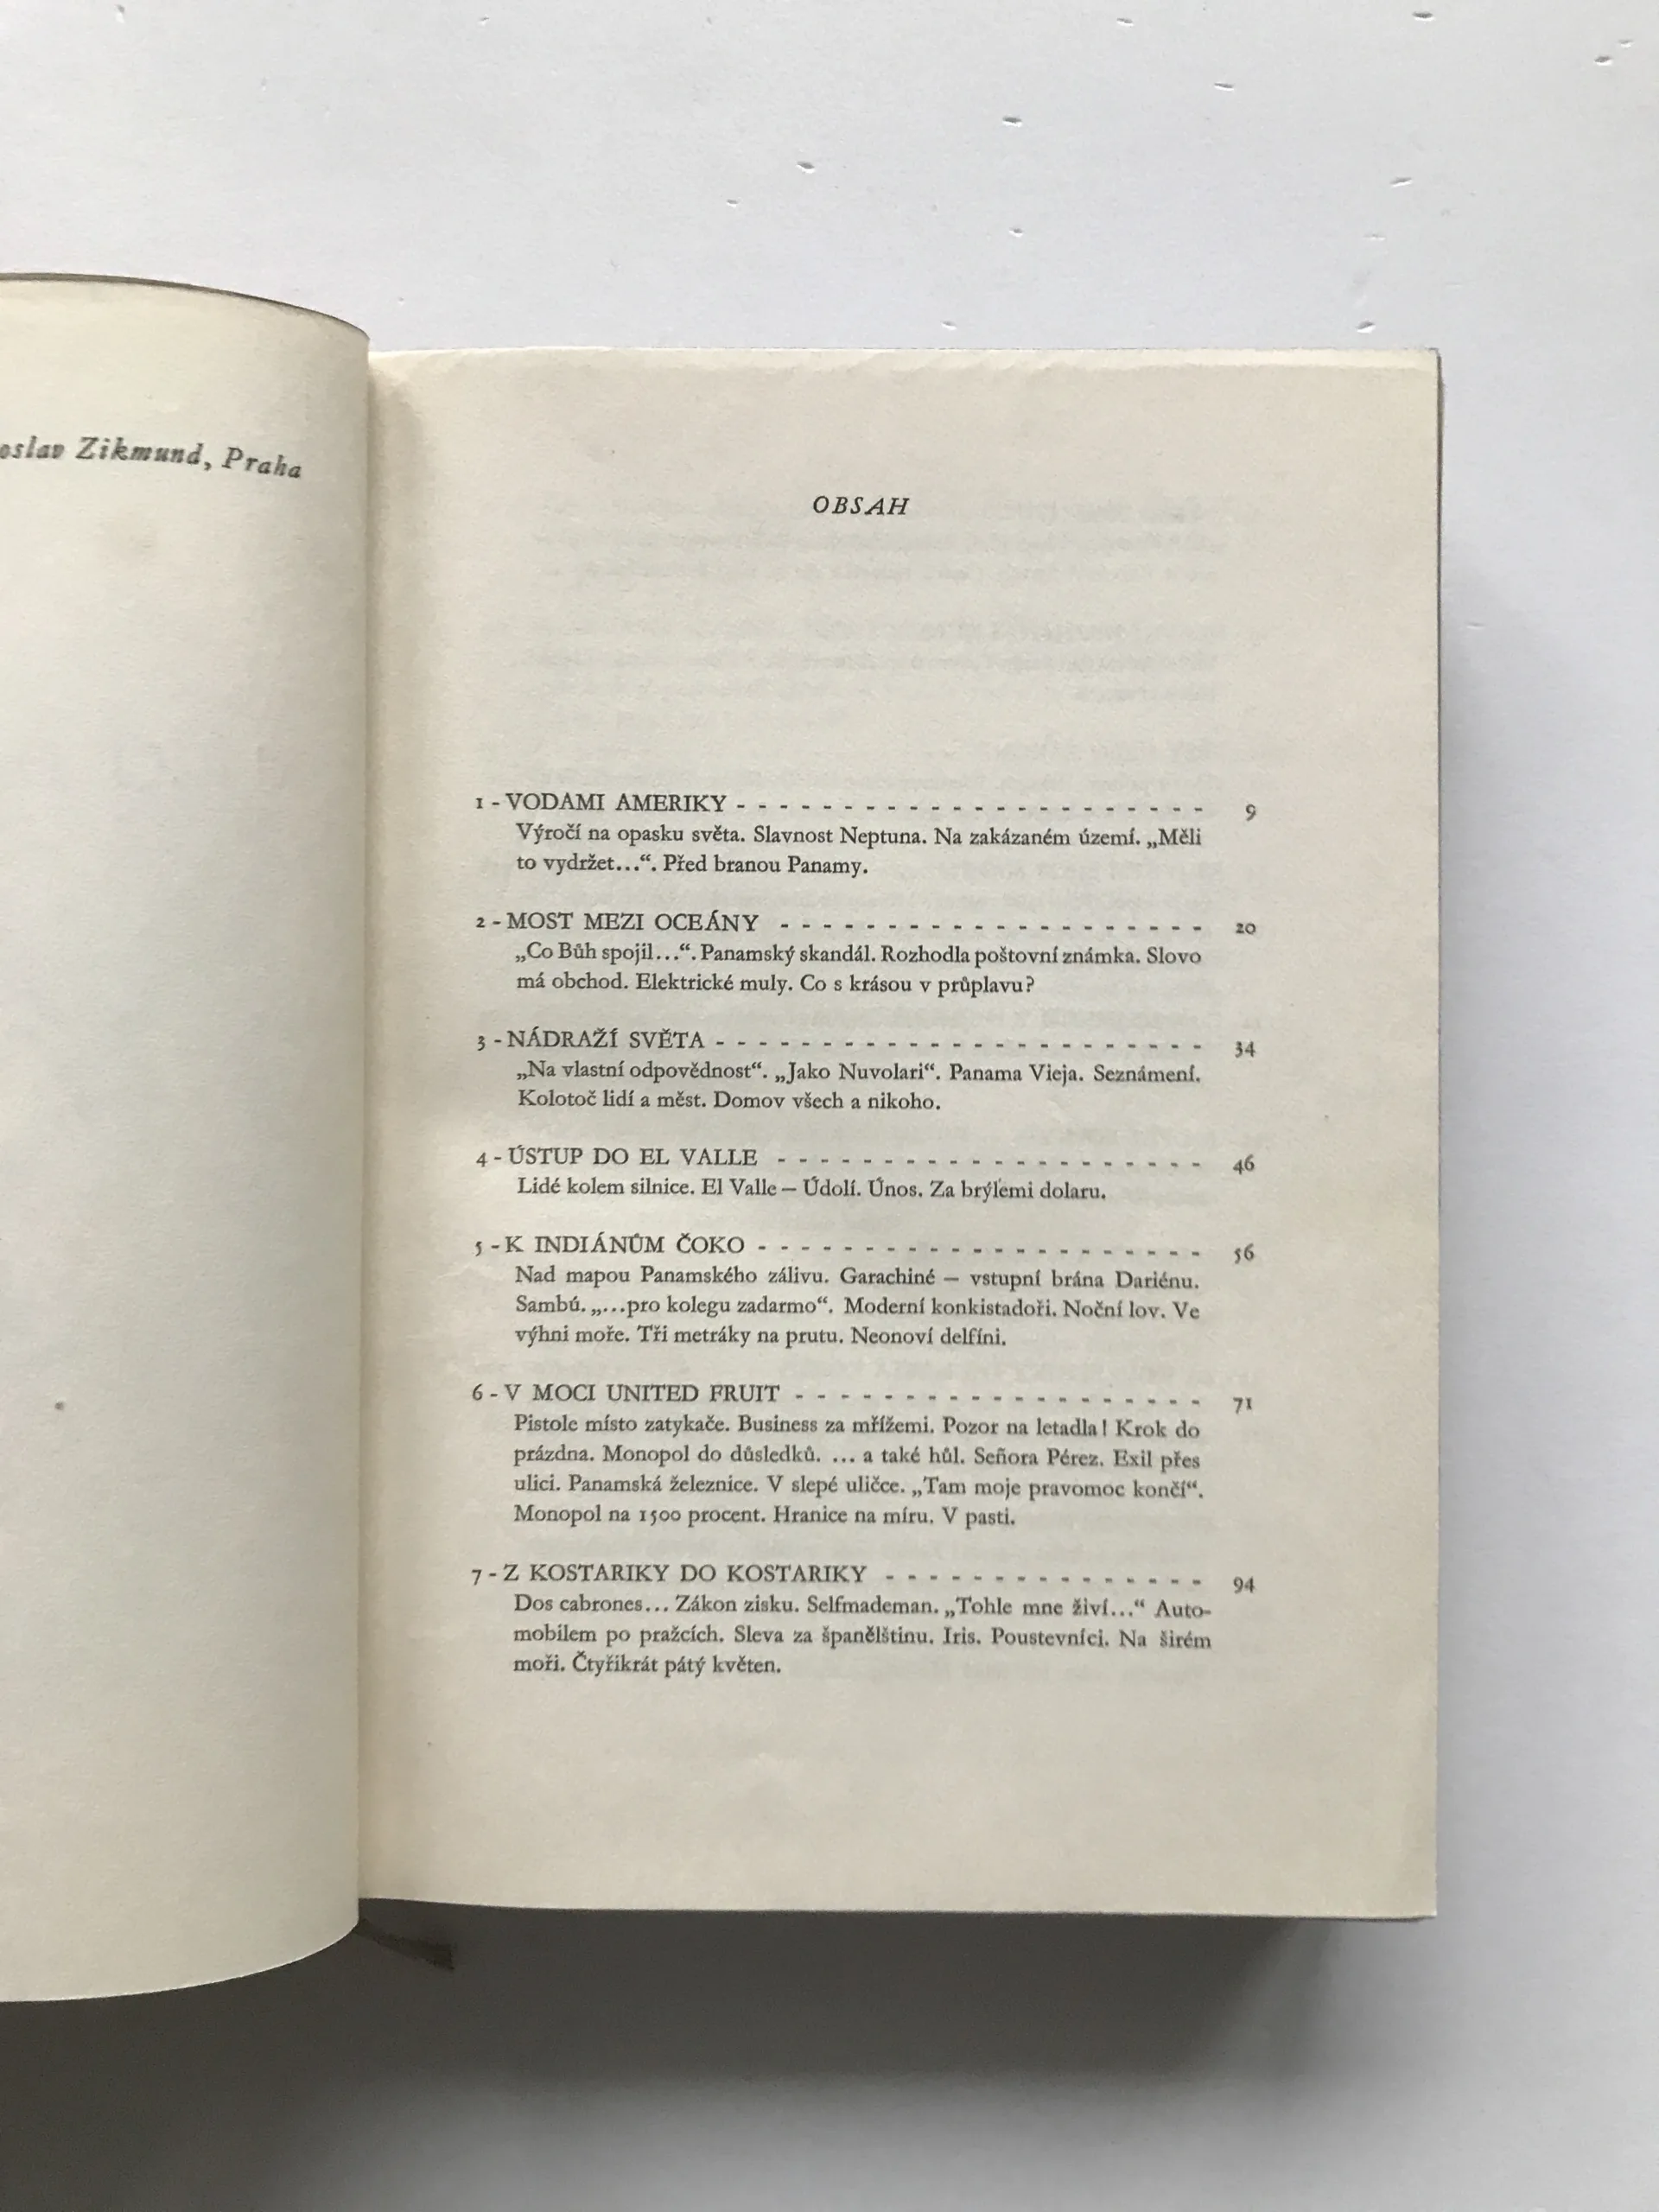 Zikmund, Praha
OBSAH
1 - VODAMI AMERIKY - - - - - - - - - - - - - - - - - - - - - - 9
Výročí na opasku světa. Slavnost Neptuna. Na zakázaném území. „Měli
to vydržet...“. Před branou Panamy.
2 - MOST MEZI OCEÁNY - - - - - - - - - - - - - - - - - - - - 20
„Co Bůh spojil...“. Panamský skandál. Rozhodla poštovní známka. Slovo
má obchod. Elektrické muly. Co s krásou v průplavu?
3 - NÁDRAŽÍ SVĚTA - - - - - - - - - - - - - - - - - - - - - - - 34
„Na vlastní odpovědnost“. „Jako Nuvolari“. Panama Vieja. Seznámení.
Kolotoč lidí a měst. Domov všech a nikoho.
4 - ÚSTUP DO EL VALLE - - - - - - - - - - - - - - - - - - - - 46
Lidé kolem silnice. El Valle — Údolí. Únos. Za brýlemi dolaru.
5 - K INDIÁNŮM ČOKO - - - - - - - - - - - - - - - - - - - - - 56
Nad mapou Panamského zálivu. Garachiné — vstupní brána Dariénu.
Sambú. „...pro kolegu zadarmo“. Moderní konkistadoři. Noční lov. Ve
výhni moře. Tři metráky na prutu. Neonoví delfíni.
6 - V MOCI UNITED FRUIT - - - - - - - - - - - - - - - - - - - 71
Pistole místo zatykače. Business za mřížemi. Pozor na letadla! Krok do
prázdna. Monopol do důsledků. ... a také hůl. Señora Pérez. Exil přes
ulici. Panamská železnice. V slepé uličce. „Tam moje pravomoc končí“.
Monopol na 1500 procent. Hranice na míru. V pasti.
7 - Z KOSTARIKY DO KOSTARIKY - - - - - - - - - - - - - - - 94
Dos cabrones... Zákon zisku. Selfmademan. „Tohle mne živí...“ Auto-
mobilem po pražcích. Sleva za španělštinu. Iris. Poustevníci. Na širém
moři. Čtyřikrát pátý květen.